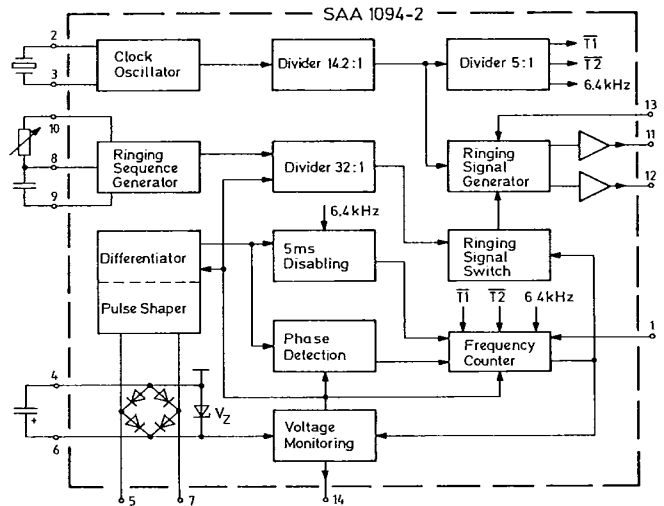 SAA 1094-2
2
3
Clock
Oscillator
Divider 14.2:1
Divider 5:1
T1
T2
6.4kHz
10
8
9
Ringing
Sequence
Generator
Divider 32:1
Ringing
Signal
Generator
13
11
12
6.4kHz
Differentiator
Pulse Shaper
5ms
Disabling
Ringing
Signal
Switch
T1
T2
6.4kHz
Phase
Detection
Frequency
Counter
1
4
6
VZ
Voltage
Monitoring
5
7
14